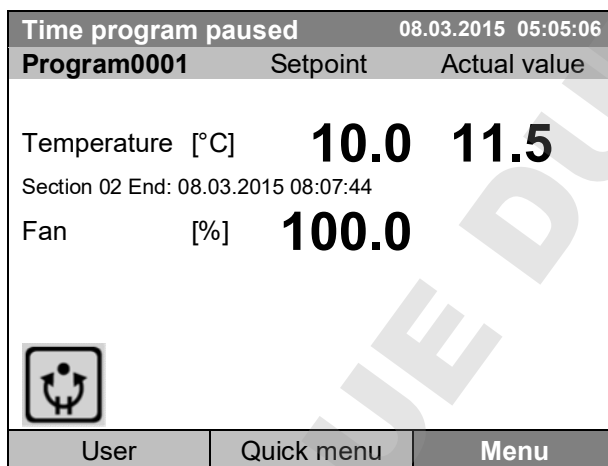 Time program paused 08.03.2015 05:05:06
Program0001 Setpoint Actual value
Temperature [°C] 10.0 11.5
Section 02 End: 08.03.2015 08:07:44
Fan [%] 100.0
User Quick menu Menu